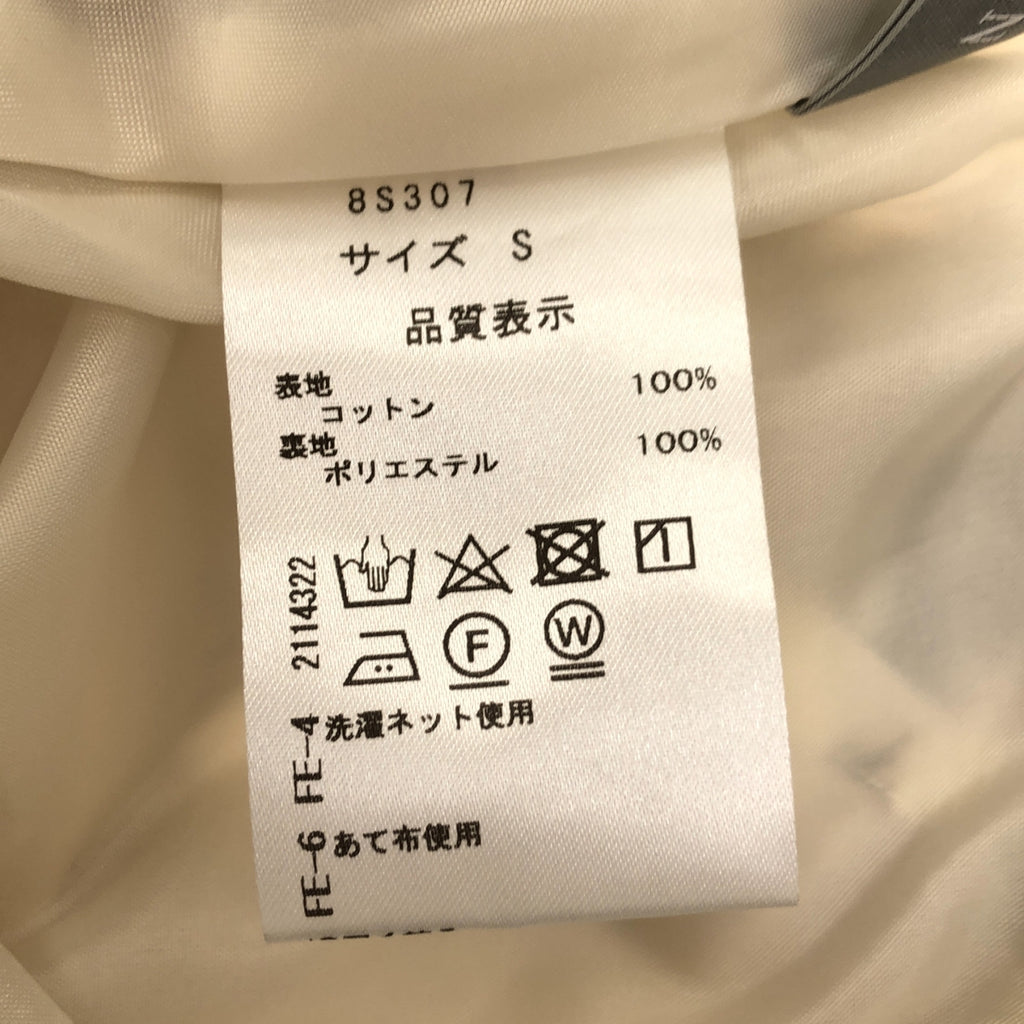 8S307
サイズ S
品質表示
表地
コットン 100%
裏地
ポリエステル 100%
2114322
F
W
FE-4 洗濯ネット使用
FE-6 あて布使用